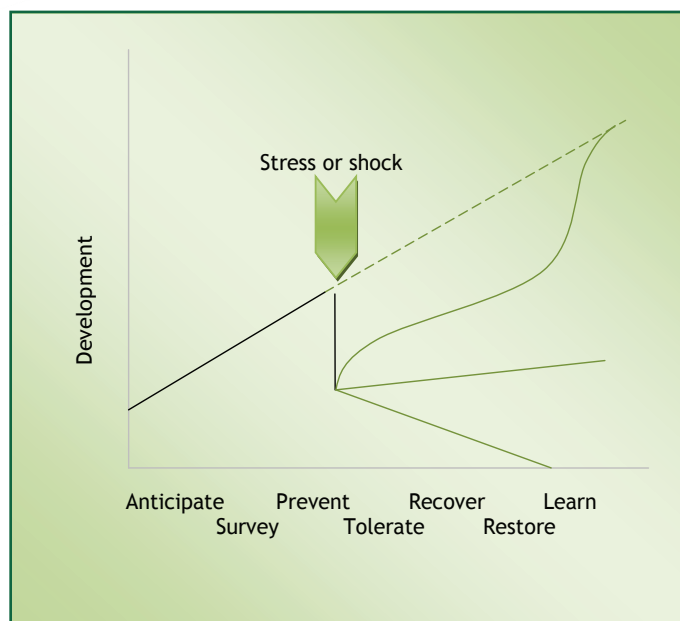 Stress or shock
Development
Anticipate Prevent Recover Learn
Survey Tolerate Restore